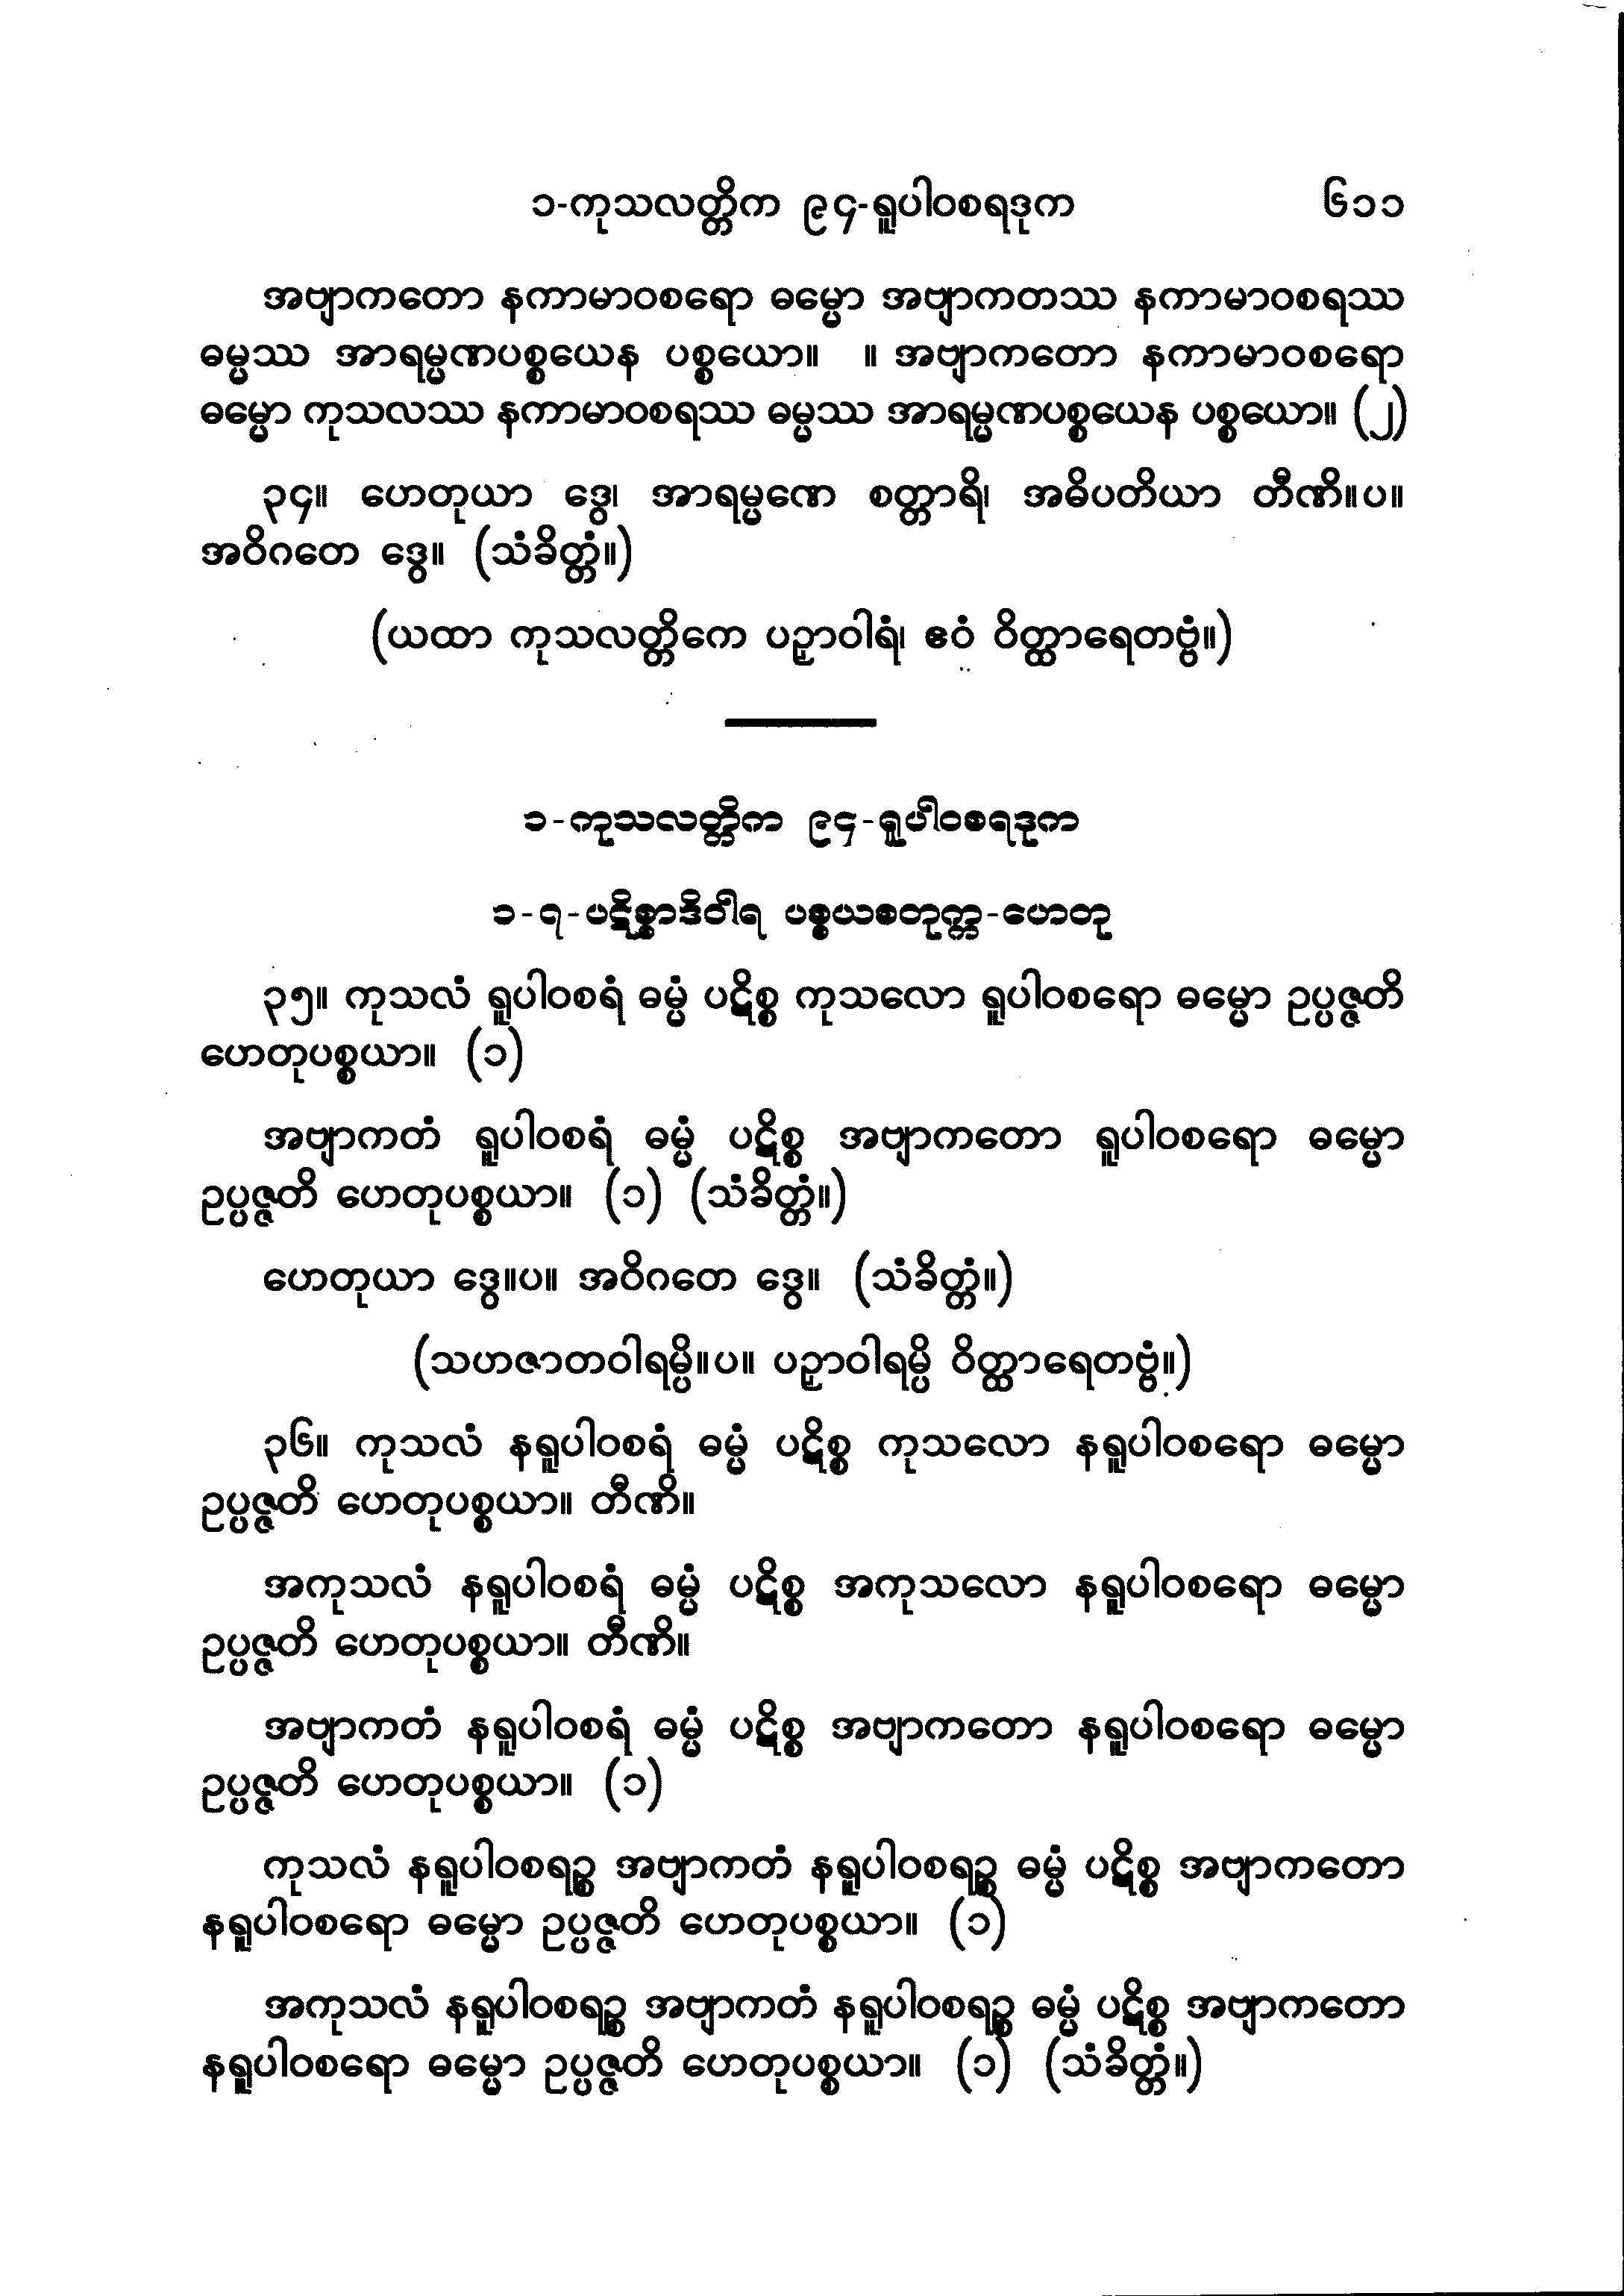 ၁-ကုသလတ္တိက ၉၄-ရူပါဝစရဒုက ၆၁၁
အဗျာကတော နကာမာဝစရော ဓမ္မော အဗျာကတဿ နကာမာဝစရဿ
ဓမ္မဿ အာရမ္မဏပစ္စယေန ပစ္စယော။ ။ အဗျာကတော နကာမာဝစရော
ဓမ္မော ကုသလဿ နကာမာဝစရဿ ဓမ္မဿ အာရမ္မဏပစ္စယေန ပစ္စယော။ (၂)
၃၄။ ဟေတုယာ ဒွေ၊ အာရမ္မဏေ စတ္တာရိ၊ အဓိပတိယာ တီဏိ။ပ။
အဝိဂတေ ဒွေ။ (သံခိတ္တံ။)
(ယထာ ကုသလတ္တိကေ ပဉှာဝါရံ၊ ဧဝံ ဝိတ္ထာရေတဗ္ဗံ။)
၁-ကုသလတ္တိက ၉၄-ရူပါဝစရဒုက
၁-၇-ပဋိစ္စာဒိဝါရ ပစ္စယစတုက္က-ဟေတု
၃၅။ ကုသလံ ရူပါဝစရံ ဓမ္မံ ပဋိစ္စ ကုသလော ရူပါဝစရော ဓမ္မော ဥပ္ပဇ္ဇတိ
ဟေတုပစ္စယာ။ (၁)
အဗျာကတံ ရူပါဝစရံ ဓမ္မံ ပဋိစ္စ အဗျာကတော ရူပါဝစရော ဓမ္မော
ဥပ္ပဇ္ဇတိ ဟေတုပစ္စယာ။ (၁) (သံခိတ္တံ။)
ဟေတုယာ ဒွေ။ပ။ အဝိဂတေ ဒွေ။ (သံခိတ္တံ။)
(သဟဇာတဝါရမ္ပိ။ပ။ ပဉှာဝါရမ္ပိ ဝိတ္ထာရေတဗ္ဗံ။)
၃၆။ ကုသလံ နရူပါဝစရံ ဓမ္မံ ပဋိစ္စ ကုသလော နရူပါဝစရော ဓမ္မော
ဥပ္ပဇ္ဇတိ ဟေတုပစ္စယာ။ တီဏိ။
အကုသလံ နရူပါဝစရံ ဓမ္မံ ပဋိစ္စ အကုသလော နရူပါဝစရော ဓမ္မော
ဥပ္ပဇ္ဇတိ ဟေတုပစ္စယာ။ တီဏိ။
အဗျာကတံ နရူပါဝစရံ ဓမ္မံ ပဋိစ္စ အဗျာကတော နရူပါဝစရော ဓမ္မော
ဥပ္ပဇ္ဇတိ ဟေတုပစ္စယာ။ (၁)
ကုသလံ နရူပါဝစရဉ္စ အဗျာကတံ နရူပါဝစရဉ္စ ဓမ္မံ ပဋိစ္စ အဗျာကတော
နရူပါဝစရော ဓမ္မော ဥပ္ပဇ္ဇတိ ဟေတုပစ္စယာ။ (၁)
အကုသလံ နရူပါဝစရဉ္စ အဗျာကတံ နရူပါဝစရဉ္စ ဓမ္မံ ပဋိစ္စ အဗျာကတော
နရူပါဝစရော ဓမ္မော ဥပ္ပဇ္ဇတိ ဟေတုပစ္စယာ။ (၁) (သံခိတ္တံ။)